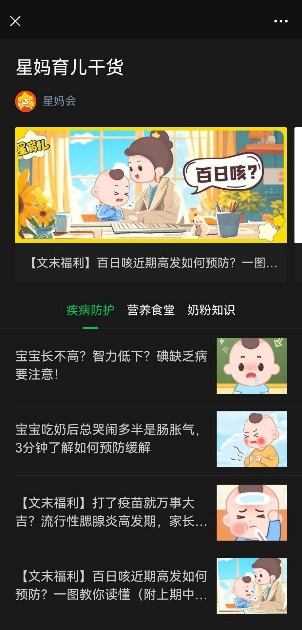 星妈育儿干货
星妈会
星育儿
百日咳?
【文末福利】百日咳近期高发如何预防？一图...
疾病防护 营养食堂 奶粉知识
宝宝长不高？智力低下？碘缺乏病
要注意！
宝宝吃奶后总哭闹多半是肠胀气，
3分钟了解如何预防缓解
【文末福利】打了疫苗就万事大
吉？流行性腮腺炎高发期，家长...
【文末福利】百日咳近期高发如何
预防？一图教你读懂（附上期中...